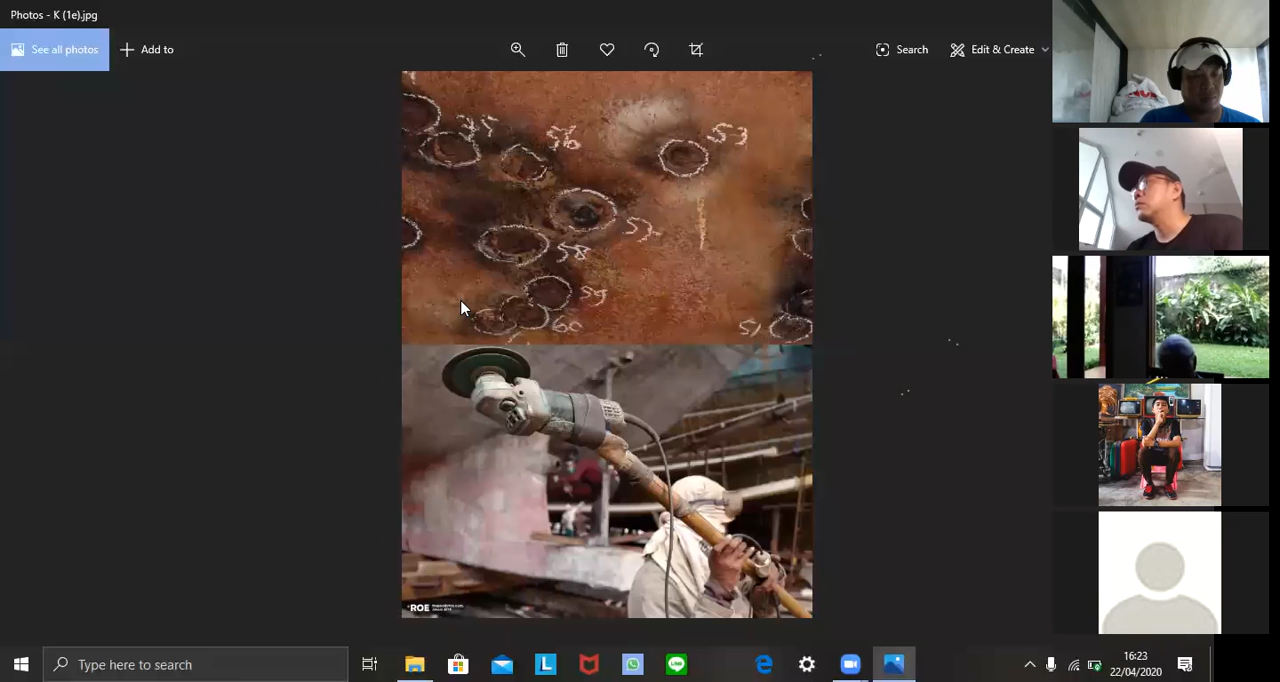 Photos - K (1e).jpg
See all photos
Add to
Search
Edit & Create
56
53
57
58
59
60
51
ROE
Type here to search
16:23
22/04/2020